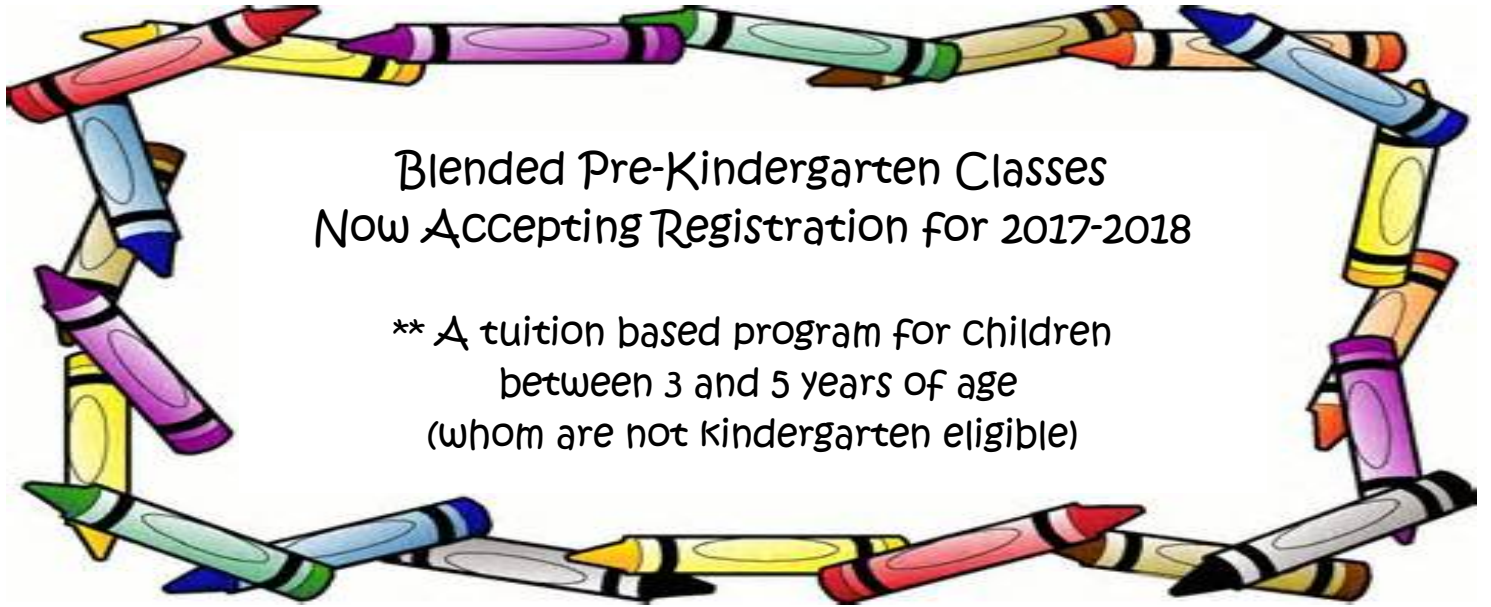 Blended Pre-Kindergarten Classes
Now Accepting Registration for 2017-2018
** A tuition based program for children
between 3 and 5 years of age
(whom are not kindergarten eligible)